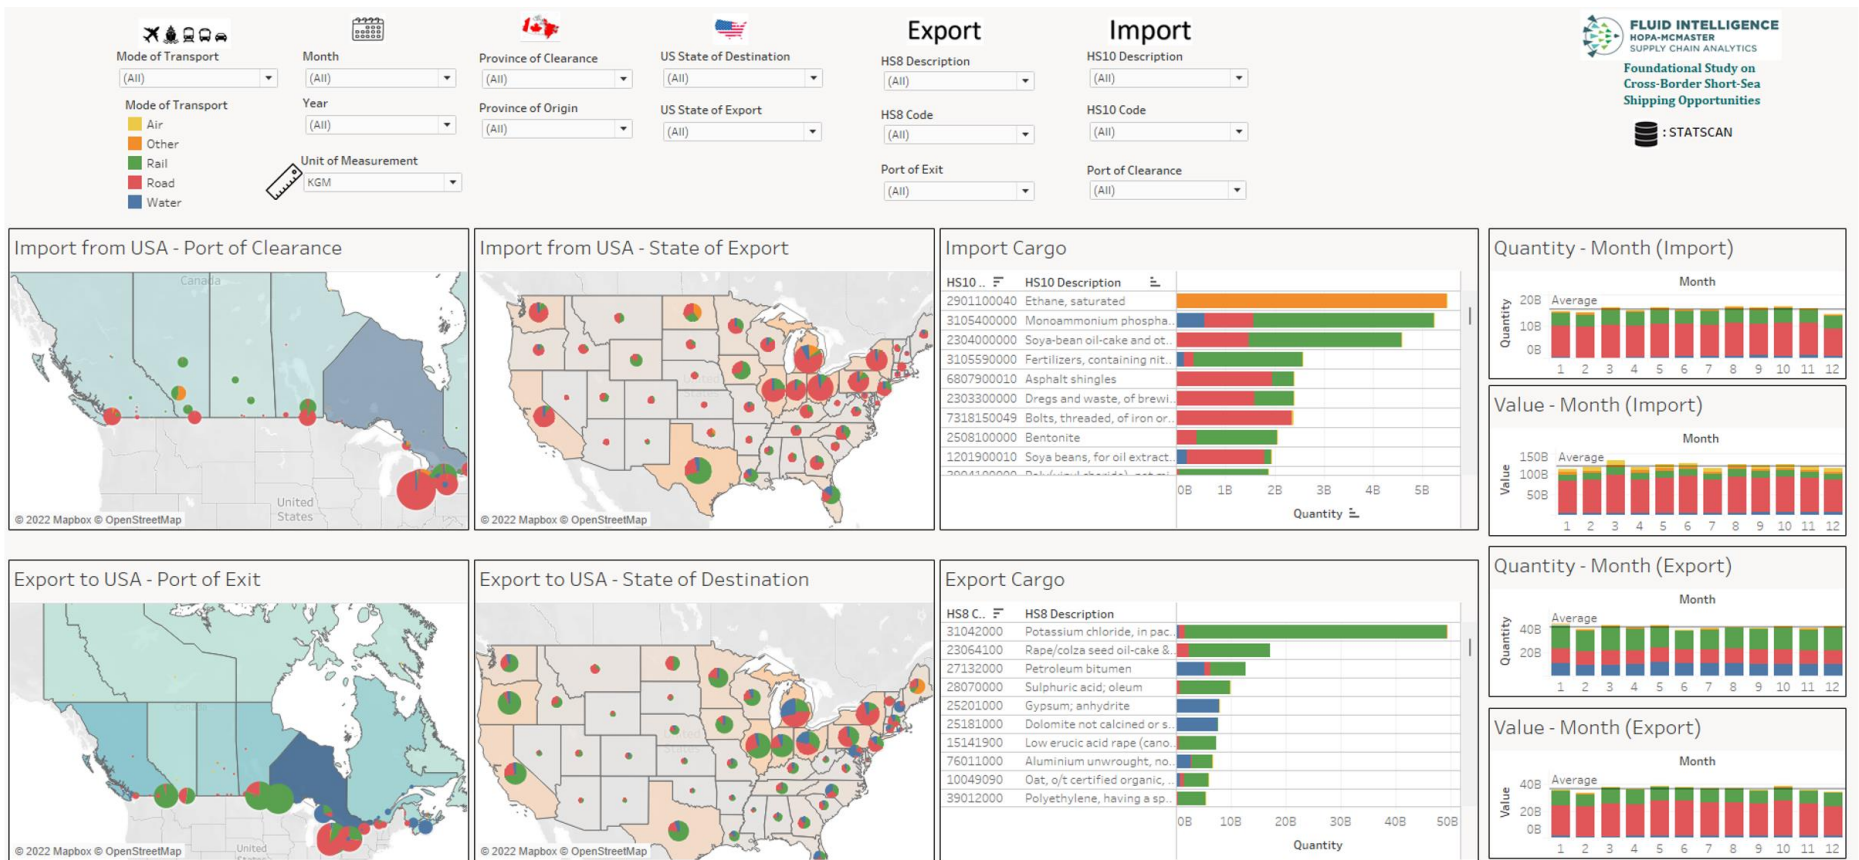 Export
Import
FLUID INTELLIGENCE
HOPA-MCMASTER
SUPPLY CHAIN ANALYTICS
Foundational Study on
Cross-Border Short-Sea
Shipping Opportunities
: STATSCAN
Mode of Transport
(All)
Mode of Transport
Air
Other
Rail
Road
Water
Month
(All)
Year
(All)
Unit of Measurement
KGM
Province of Clearance
(All)
Province of Origin
(All)
US State of Destination
(All)
US State of Export
(All)
HS8 Description
(All)
HS8 Code
(All)
Port of Exit
(All)
HS10 Description
(All)
HS10 Code
(All)
Port of Clearance
(All)
Import from USA - Port of Clearance
Canada
United
States
© 2022 Mapbox © OpenStreetMap
Import from USA - State of Export
© 2022 Mapbox © OpenStreetMap
Import Cargo
HS10 .. HS10 Description
2901100040 Ethane, saturated
3105400000 Monoammonium phospha..
2304000000 Soya-bean oil-cake and ot..
3105590000 Fertilizers, containing nit..
6807900010 Asphalt shingles
2303300000 Dregs and waste, of brewi..
7318150049 Bolts, threaded, of iron or..
2508100000 Bentonite
1201900010 Soya beans, for oil extract..
0B 1B 2B 3B 4B 5B
Quantity
Quantity - Month (Import)
Month
Quantity
20B
10B
0B
Average
1 2 3 4 5 6 7 8 9 10 11 12
Value - Month (Import)
Month
Value
150B
100B
50B
Average
1 2 3 4 5 6 7 8 9 10 11 12
Export to USA - Port of Exit
United
© 2022 Mapbox © OpenStreetMap
Export to USA - State of Destination
© 2022 Mapbox © OpenStreetMap
Export Cargo
HS8 C.. HS8 Description
31042000 Potassium chloride, in pac..
23064100 Rape/colza seed oil-cake &..
27132000 Petroleum bitumen
28070000 Sulphuric acid; oleum
25201000 Gypsum; anhydrite
25181000 Dolomite not calcined or s..
15141900 Low erucic acid rape (cano..
76011000 Aluminium unwrought, no..
10049090 Oat, o/t certified organic, ..
39012000 Polyethylene, having a sp..
0B 10B 20B 30B 40B 50B
Quantity
Quantity - Month (Export)
Month
Quantity
40B
20B
Average
1 2 3 4 5 6 7 8 9 10 11 12
Value - Month (Export)
Month
Value
40B
20B
0B
Average
1 2 3 4 5 6 7 8 9 10 11 12